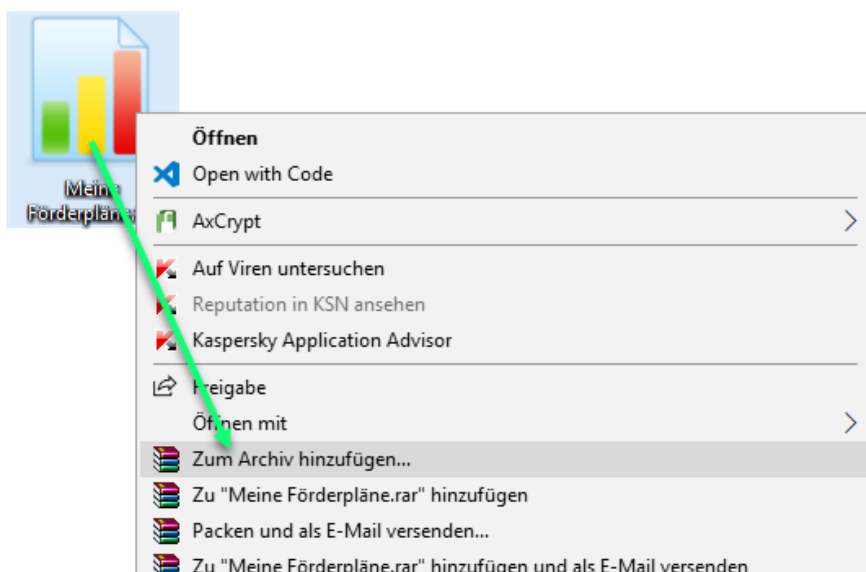 Meine
Förderpläne
Öffnen
Open with Code
AxCrypt
Auf Viren untersuchen
Reputation in KSN ansehen
Kaspersky Application Advisor
Freigabe
Öffnen mit
Zum Archiv hinzufügen...
Zu "Meine Förderpläne.rar" hinzufügen
Packen und als E-Mail versenden...
Zu "Meine Förderpläne.rar" hinzufügen und als E-Mail versenden